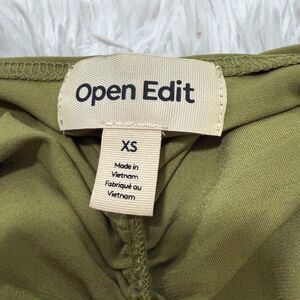 Open Edit
XS
Made in
Vietnam
Fabriqué au
Vietnam